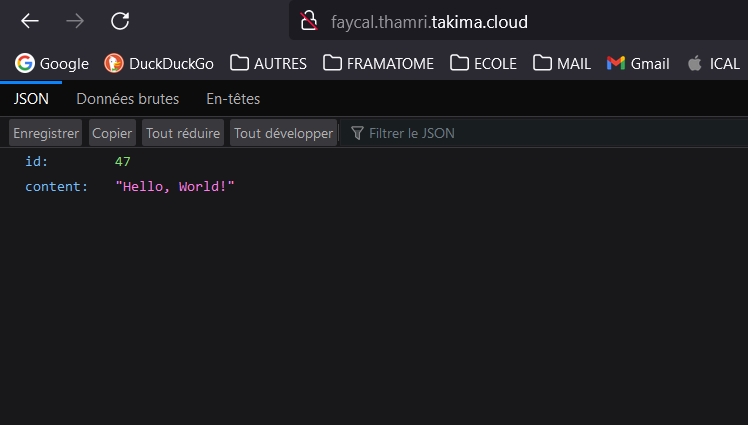 faycal.thamri.takima.cloud
Google DuckDuckGo AUTRES FRAMATOME ECOLE MAIL Gmail ICAL
JSON Données brutes En-têtes
Enregistrer Copier Tout réduire Tout développer Filtrer le JSON
id: 47
content: "Hello, World!"